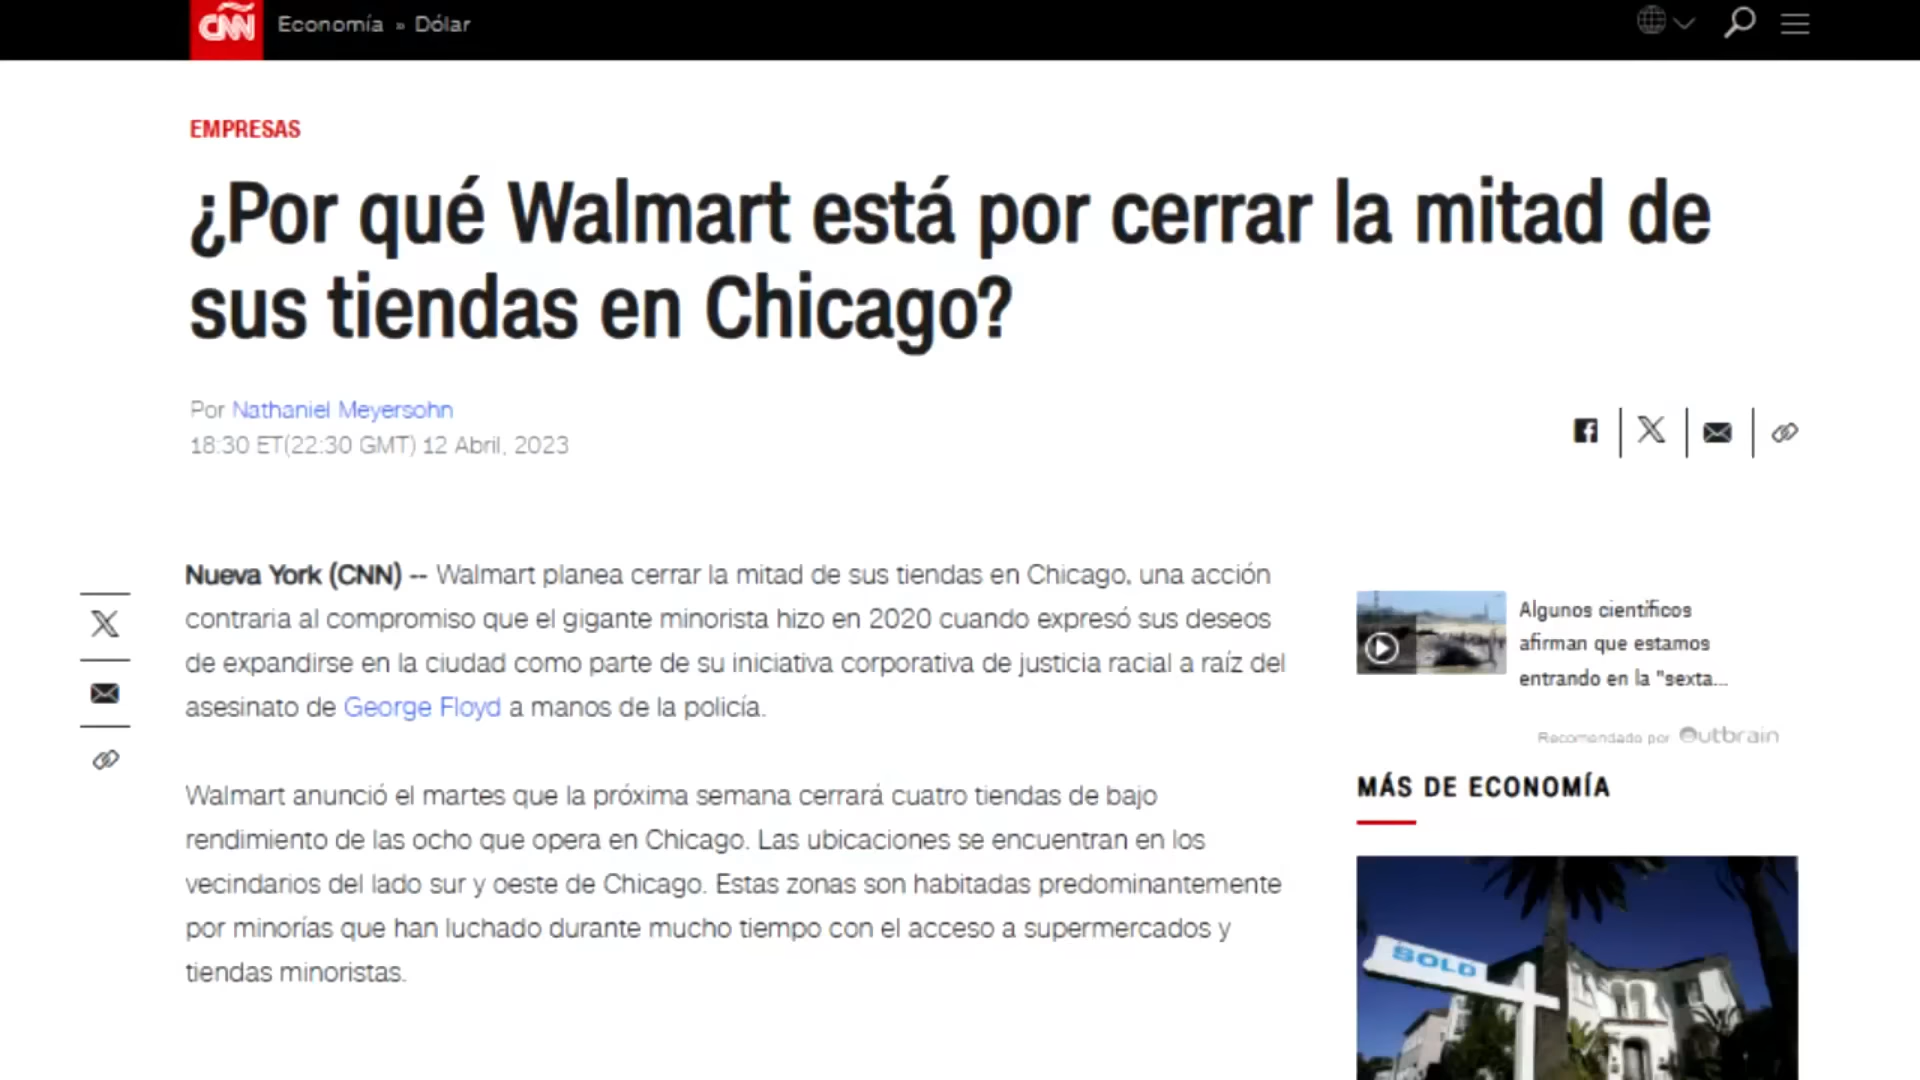 CNN
Economía » Dólar
EMPRESAS
¿Por qué Walmart está por cerrar la mitad de
sus tiendas en Chicago?
Por Nathaniel Meyersohn
18:30 ET(22:30 GMT) 12 Abril, 2023
Nueva York (CNN) -- Walmart planea cerrar la mitad de sus tiendas en Chicago, una acción
contraria al compromiso que el gigante minorista hizo en 2020 cuando expresó sus deseos
de expandirse en la ciudad como parte de su iniciativa corporativa de justicia racial a raíz del
asesinato de George Floyd a manos de la policía.
Walmart anunció el martes que la próxima semana cerrará cuatro tiendas de bajo
rendimiento de las ocho que opera en Chicago. Las ubicaciones se encuentran en los
vecindarios del lado sur y oeste de Chicago. Estas zonas son habitadas predominantemente
por minorías que han luchado durante mucho tiempo con el acceso a supermercados y
tiendas minoristas.
Algunos científicos
afirman que estamos
entrando en la "sexta...
Recomendado por Outbrain
MÁS DE ECONOMÍA
SOLD